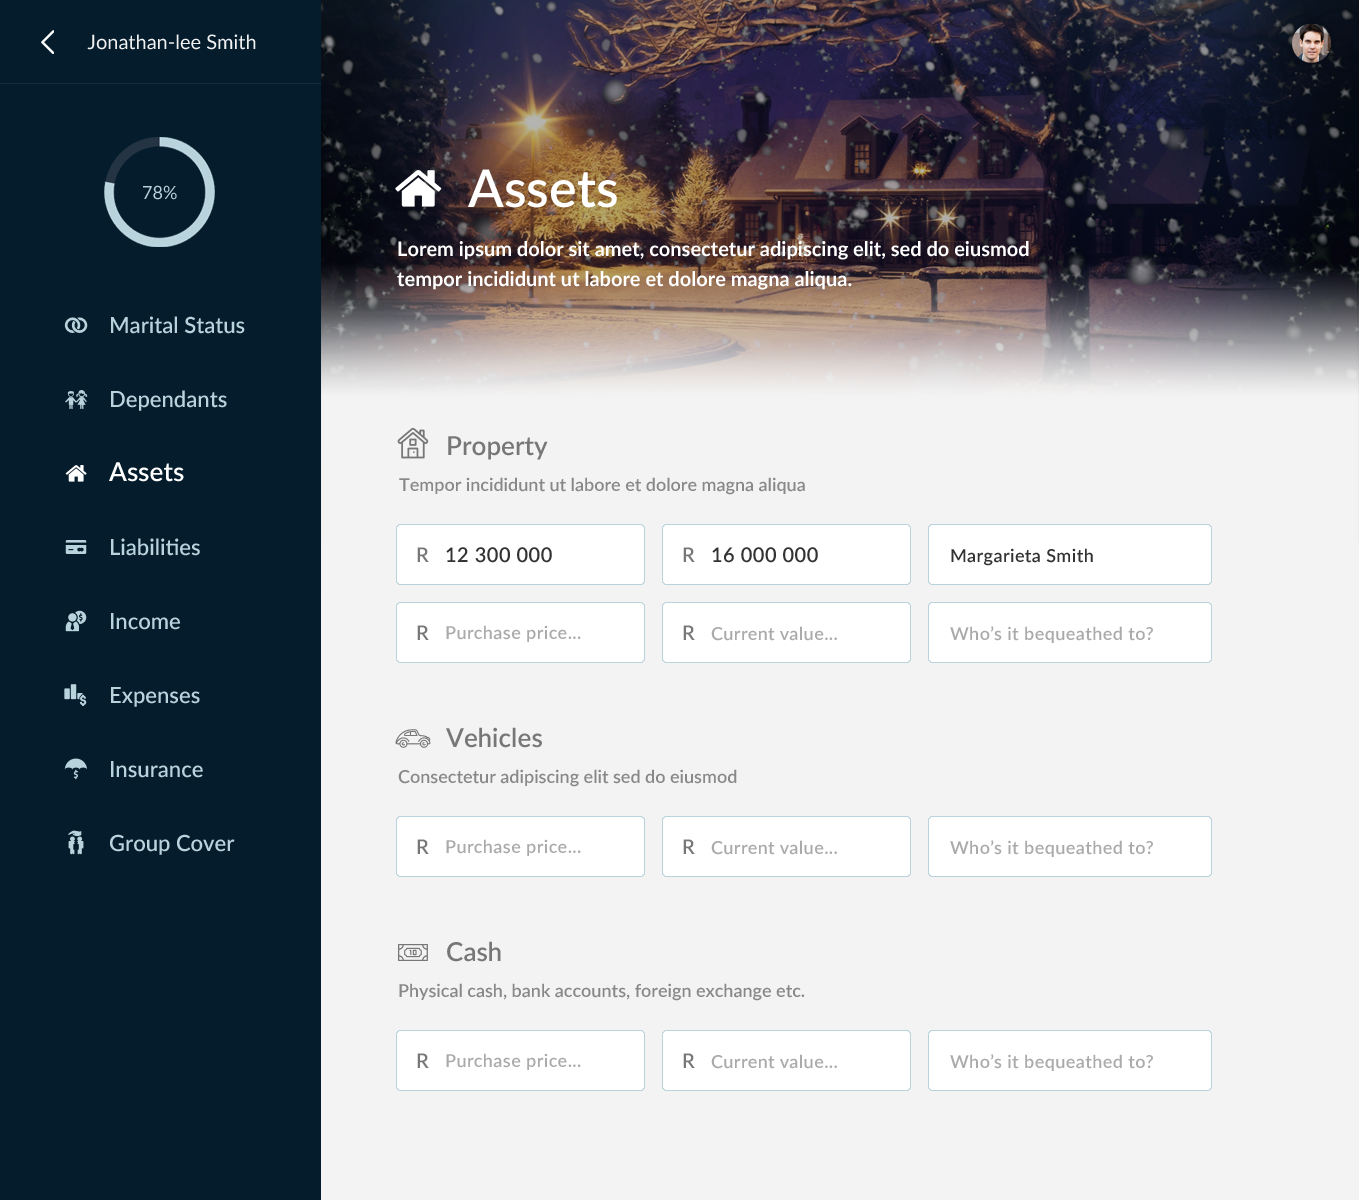 Jonathan-lee Smith
78%
Marital Status
Dependants
Assets
Liabilities
Income
Expenses
Insurance
Group Cover
Assets
Lorem ipsum dolor sit amet, consectetur adipiscing elit, sed do eiusmod
tempor incididunt ut labore et dolore magna aliqua.
Property
Tempor incididunt ut labore et dolore magna aliqua
R 12 300 000 R 16 000 000 Margarieta Smith
R Purchase price... R Current value... Who's it bequeathed to?
Vehicles
Consectetur adipiscing elit sed do eiusmod
R Purchase price... R Current value... Who's it bequeathed to?
Cash
Physical cash, bank accounts, foreign exchange etc.
R Purchase price... R Current value... Who's it bequeathed to?